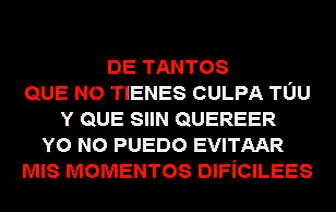 DE TANTOS
QUE NO TIENES CULPA TÚU
Y QUE SIIN QUEREER
YO NO PUEDO EVITAAR
MIS MOMENTOS DIFÍCILEES